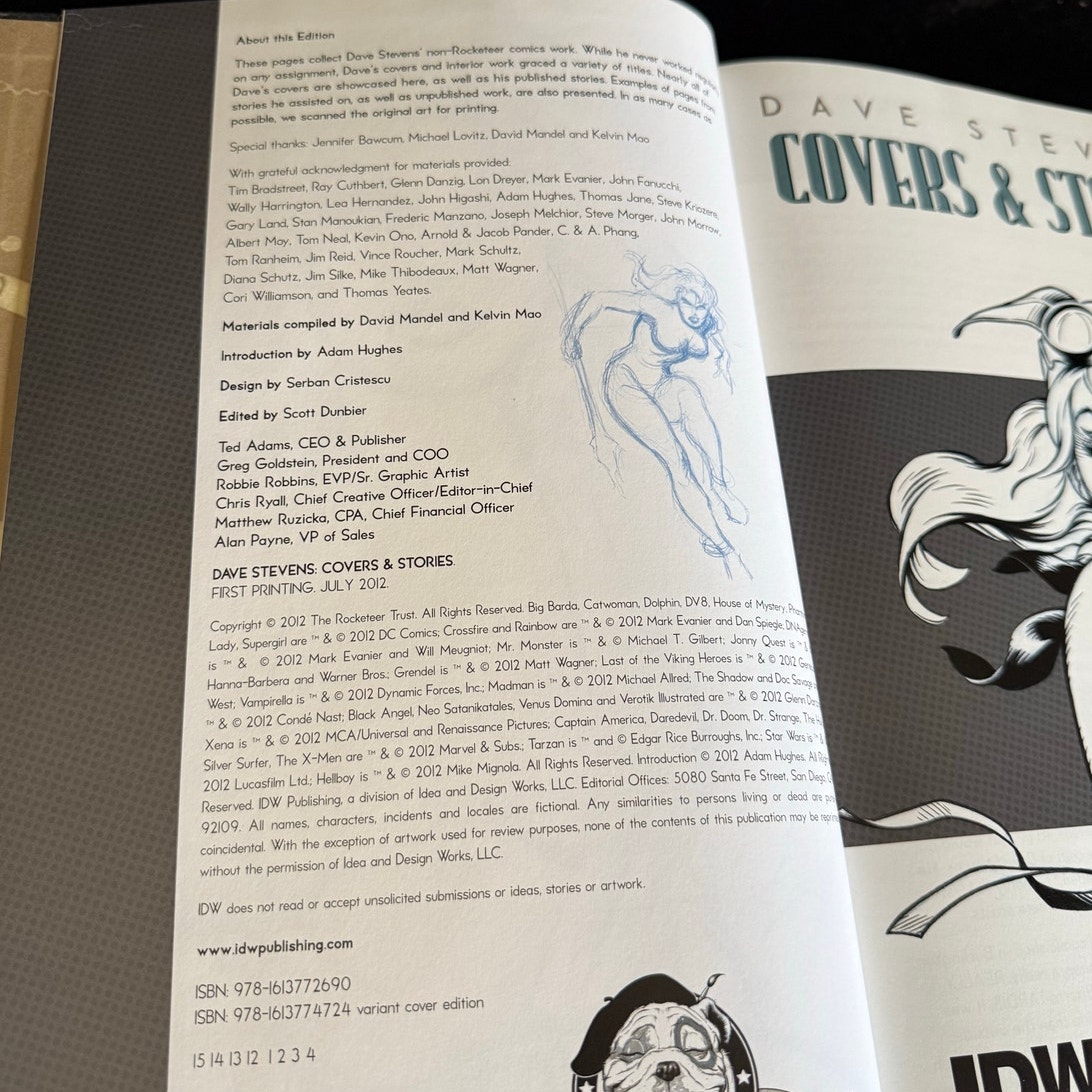 About this Edition
These pages collect Dave Stevens' non-Rocketeer comics work. While he never worked
on any assignment, Dave's covers and interior work graced a variety of titles. Nearly all of
Dave's covers are showcased here, as well as his published stories. Examples of pages from
stories he assisted on, as well as unpublished work, are also presented. In as many cases as
possible, we scanned the original art for printing.
Special thanks: Jennifer Bawcum, Michael Lovitz, David Mandel and Kelvin Mao
With grateful acknowledgment for materials provided:
Tim Bradstreet, Ray Cuthbert, Glenn Danzig, Lon Dreyer, Mark Evanier, John Fanucchi,
Wally Harrington, Lea Hernandez, John Higashi, Adam Hughes, Thomas Jane, Steve
Gary Land, Stan Manoukian, Frederic Manzano, Joseph Melchior, Steve Morger, John Morrow,
Albert Moy, Tom Neal, Kevin Ono, Arnold & Jacob Pander, C. & A. Phang,
Tom Ranheim, Jim Reid, Vince Roucher, Mark Schultz,
Diana Schutz, Jim Silke, Mike Thibodeaux, Matt Wagner,
Cori Williamson, and Thomas Yeates.
Materials compiled by David Mandel and Kelvin Mao
Introduction by Adam Hughes
Design by Serban Cristescu
Edited by Scott Dunbier
Ted Adams, CEO & Publisher
Greg Goldstein, President and COO
Robbie Robbins, EVP/Sr. Graphic Artist
Chris Ryall, Chief Creative Officer/Editor-in-Chief
Matthew Ruzicka, CPA, Chief Financial Officer
Alan Payne, VP of Sales
DAVE STEVENS: COVERS & STORIES.
FIRST PRINTING. JULY 2012.
Copyright © 2012 The Rocketeer Trust. All Rights Reserved. Big Barda, Catwoman, Dolphin, DV8, House of Mystery,
Lady, Supergirl are ™ & © 2012 DC Comics; Crossfire and Rainbow are ™ & © 2012 Mark Evanier and Dan Spiegle;
is ™ & © 2012 Mark Evanier and Will Meugniot; Mr. Monster is ™ & © Michael T. Gilbert; Jonny Quest is ™ &
Hanna-Barbera and Warner Bros.; Grendel is ™ & © 2012 Matt Wagner; Last of the Viking Heroes is ™ & © 2012
West; Vampirella is ™ & © 2012 Dynamic Forces, Inc.; Madman is ™ & © 2012 Michael Allred; The Shadow and Doc Savage
™ & © 2012 Condé Nast; Black Angel, Neo Satanikatales, Venus Domina and Verotik Illustrated are ™ & © 2012 Glenn
Xena is ™ & © 2012 MCA/Universal and Renaissance Pictures; Captain America, Daredevil, Dr. Doom, Dr. Strange, The
Silver Surfer, The X-Men are ™ & © 2012 Marvel & Subs.; Tarzan is ™ and © Edgar Rice Burroughs, Inc.; Star Wars is ™ &
2012 Lucasfilm Ltd.; Hellboy is ™ & © 2012 Mike Mignola. All Rights Reserved. Introduction © 2012 Adam Hughes. All
Reserved. IDW Publishing, a division of Idea and Design Works, LLC. Editorial Offices: 5080 Santa Fe Street, San Diego,
92109. All names, characters, incidents and locales are fictional. Any similarities to persons living or dead are
coincidental. With the exception of artwork used for review purposes, none of the contents of this publication may be
without the permission of Idea and Design Works, LLC.
IDW does not read or accept unsolicited submissions or ideas, stories or artwork.
www.idwpublishing.com
ISBN: 978-1613772690
ISBN: 978-1613774724 variant cover edition
15 14 13 12 1 2 3 4
DAVE STEV
COVERS & ST
IDW